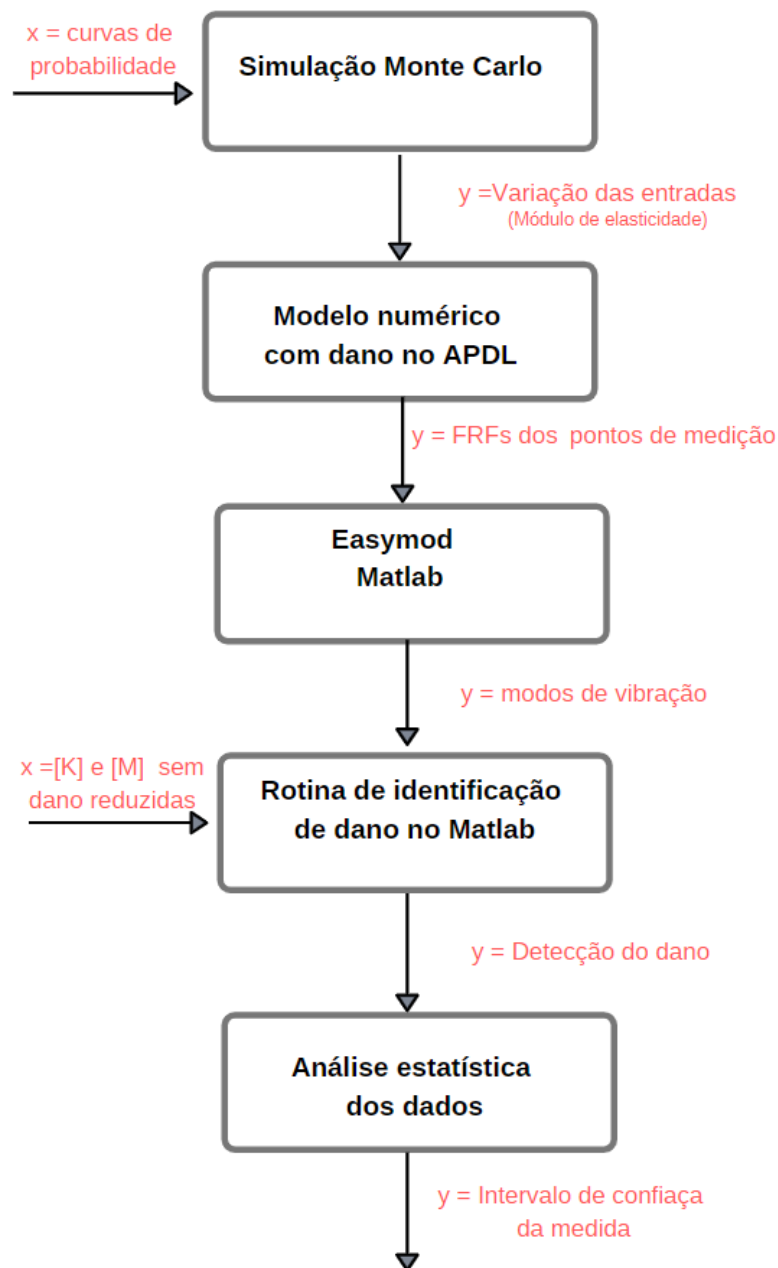 x = curvas de
probabilidade
Simulação Monte Carlo
y =Variação das entradas
(Módulo de elasticidade)
Modelo numérico
com dano no APDL
y = FRFs dos pontos de medição
Easymod
Matlab
y = modos de vibração
x =[K] e [M] sem
dano reduzidas
Rotina de identificação
de dano no Matlab
y = Detecção do dano
Análise estatística
dos dados
y = Intervalo de confiaça
da medida